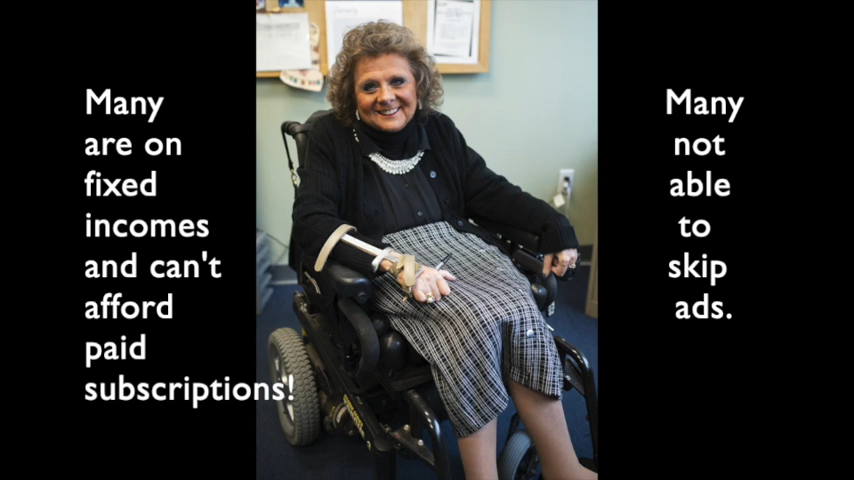 Many
are on
fixed
incomes
and can't
afford
paid
subscriptions!
Many
not
able
to
skip
ads.